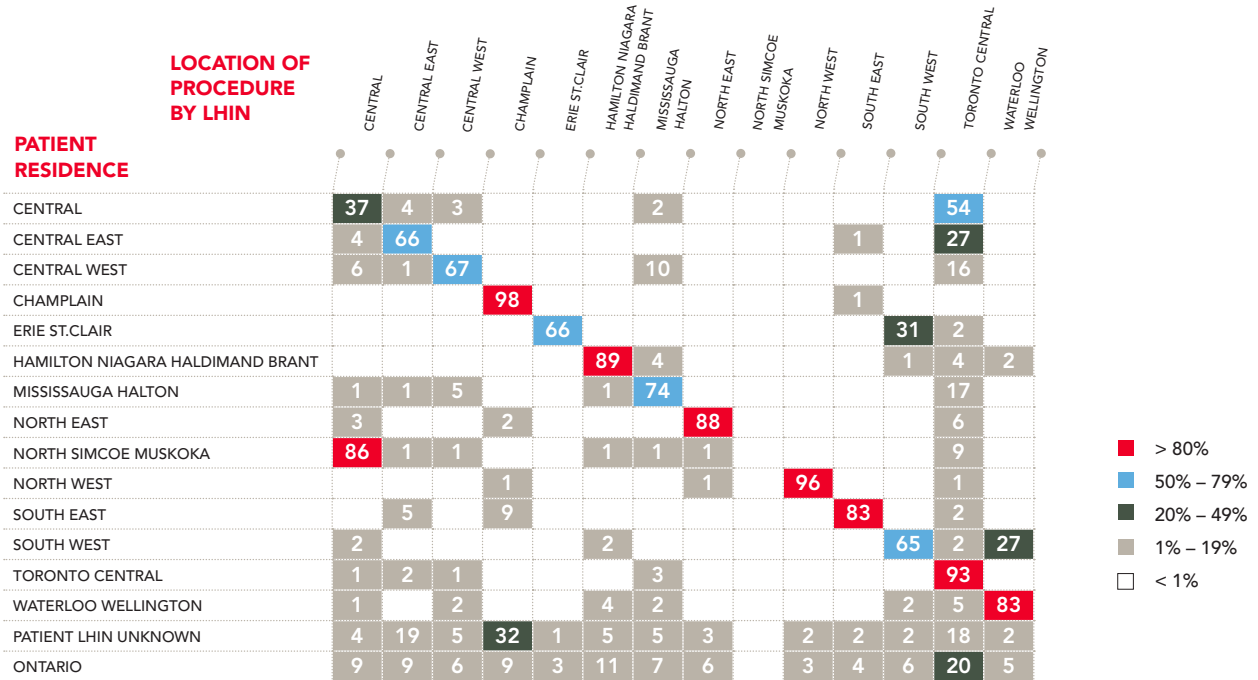 LOCATION OF
PROCEDURE
BY LHIN
CENTRAL
CENTRAL EAST
CENTRAL WEST
CHAMPLAIN
ERIE ST.CLAIR
HAMILTON NIAGARA
HALDIMAND BRANT
MISSISSAUGA
HALTON
NORTH EAST
NORTH SIMCOE
MUSKOKA
NORTH WEST
SOUTH EAST
SOUTH WEST
TORONTO CENTRAL
WATERLOO
WELLINGTON
PATIENT
RESIDENCE
CENTRAL 37 4 3 2 54
CENTRAL EAST 4 66 1 27
CENTRAL WEST 6 1 67 10 16
CHAMPLAIN 98 1
ERIE ST.CLAIR 66 31 2
HAMILTON NIAGARA HALDIMAND BRANT 89 4 1 4 2
MISSISSAUGA HALTON 1 1 5 1 74 17
NORTH EAST 3 2 88 6
NORTH SIMCOE MUSKOKA 86 1 1 1 1 1 9
NORTH WEST 1 1 96 1
SOUTH EAST 5 9 83 2
SOUTH WEST 2 2 65 2 27
TORONTO CENTRAL 1 2 1 3 93
WATERLOO WELLINGTON 1 2 4 2 2 5 83
PATIENT LHIN UNKNOWN 4 19 5 32 1 5 5 3 2 2 2 18 2
ONTARIO 9 9 6 9 3 11 7 6 3 4 6 20 5
> 80%
50% – 79%
20% – 49%
1% – 19%
< 1%